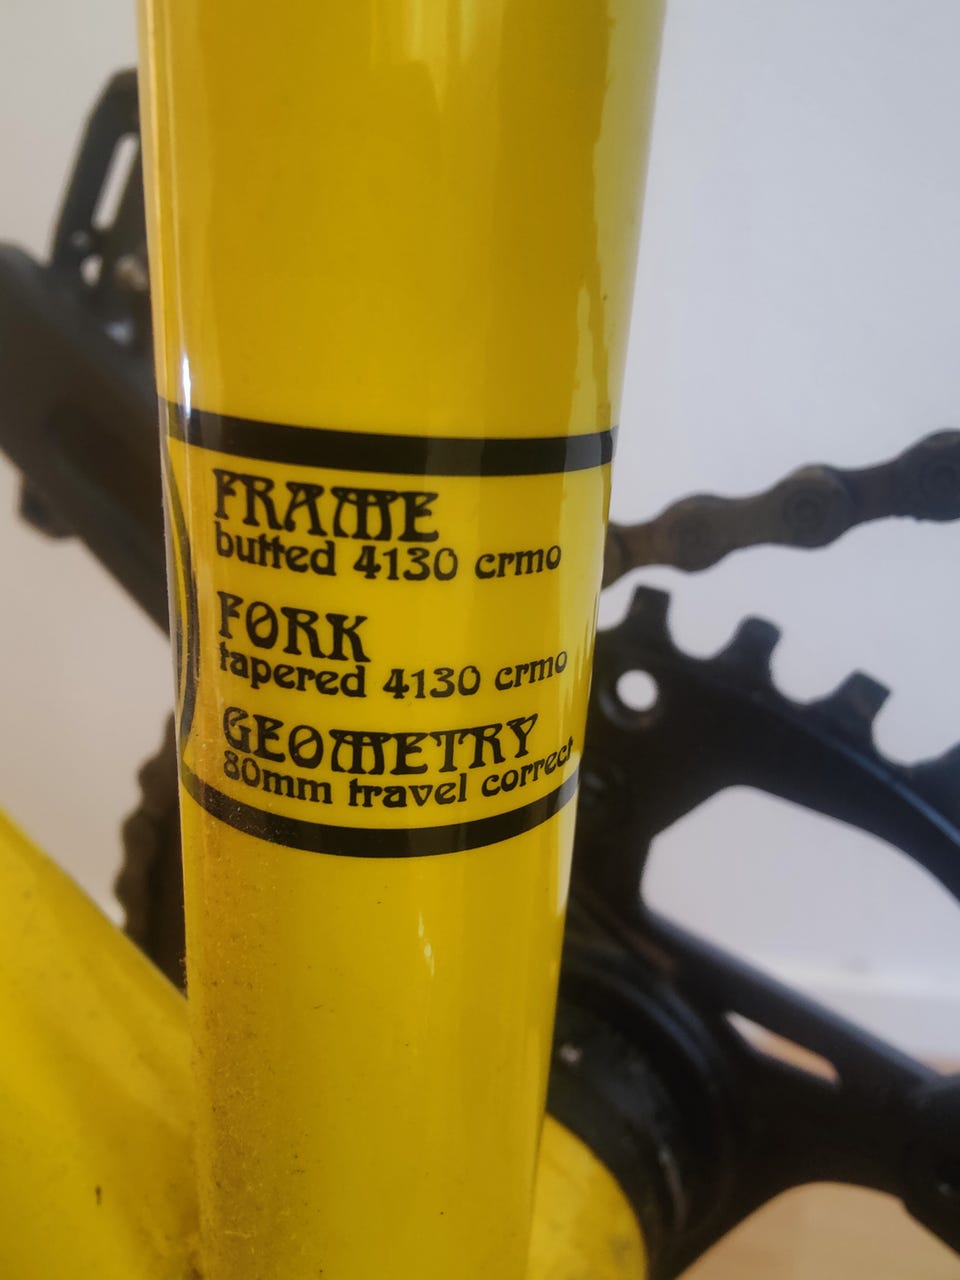 FRAME
butted 4130 crmo
FORK
tapered 4130 crmo
GEOMETRY
80mm travel correct